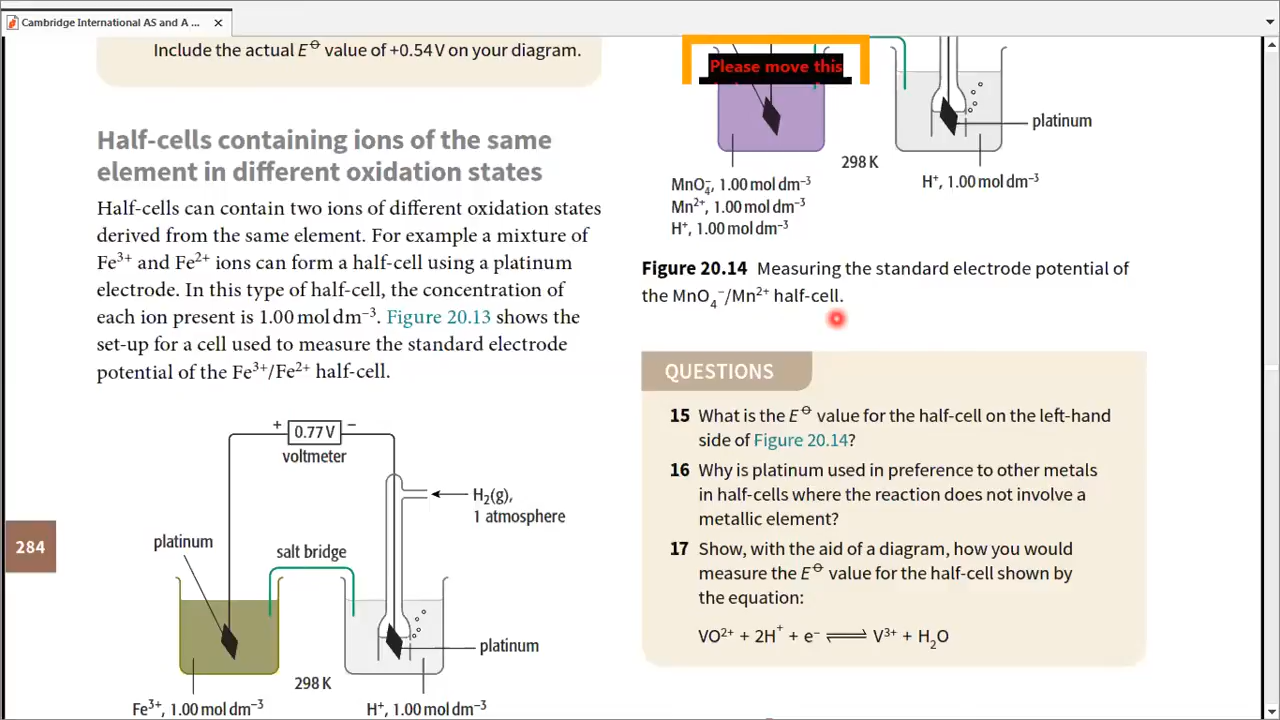 Cambridge International AS and A ...
Include the actual E⊖ value of +0.54 V on your diagram.
Half-cells containing ions of the same
element in different oxidation states
Half-cells can contain two ions of different oxidation states
derived from the same element. For example a mixture of
Fe³⁺ and Fe²⁺ ions can form a half-cell using a platinum
electrode. In this type of half-cell, the concentration of
each ion present is 1.00 mol dm⁻³. Figure 20.13 shows the
set-up for a cell used to measure the standard electrode
potential of the Fe³⁺/Fe²⁺ half-cell.
+ 0.77 V −
voltmeter
H₂(g),
1 atmosphere
platinum
salt bridge
platinum
298 K
Fe³⁺, 1.00 mol dm⁻³
H⁺, 1.00 mol dm⁻³
284
Please move this
platinum
298 K
MnO₄⁻, 1.00 mol dm⁻³
Mn²⁺, 1.00 mol dm⁻³
H⁺, 1.00 mol dm⁻³
H⁺, 1.00 mol dm⁻³
Figure 20.14 Measuring the standard electrode potential of
the MnO₄⁻/Mn²⁺ half-cell.
QUESTIONS
15 What is the E⊖ value for the half-cell on the left-hand
side of Figure 20.14?
16 Why is platinum used in preference to other metals
in half-cells where the reaction does not involve a
metallic element?
17 Show, with the aid of a diagram, how you would
measure the E⊖ value for the half-cell shown by
the equation:
VO²⁺ + 2H⁺ + e⁻ ⇌ V³⁺ + H₂O